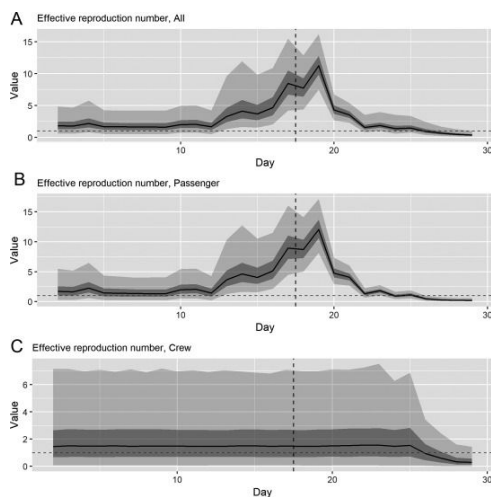 A
Effective reproduction number, All
15
10
5
0
Value
10
20
30
Day
B
Effective reproduction number, Passenger
15
10
5
0
Value
10
20
30
Day
C
Effective reproduction number, Crew
6
4
2
0
Value
10
20
30
Day